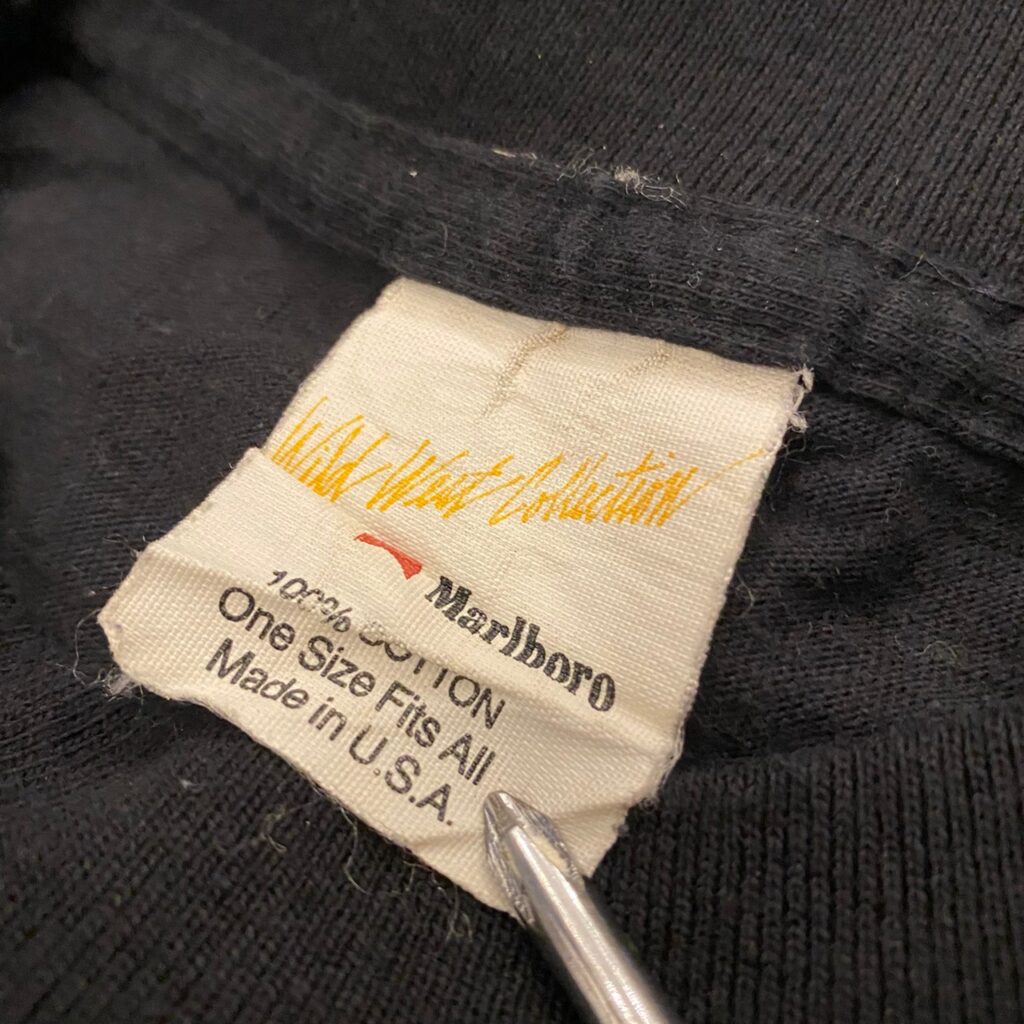 Wild West Collection
Marlboro
100% COTTON
One Size Fits All
Made in U.S.A.